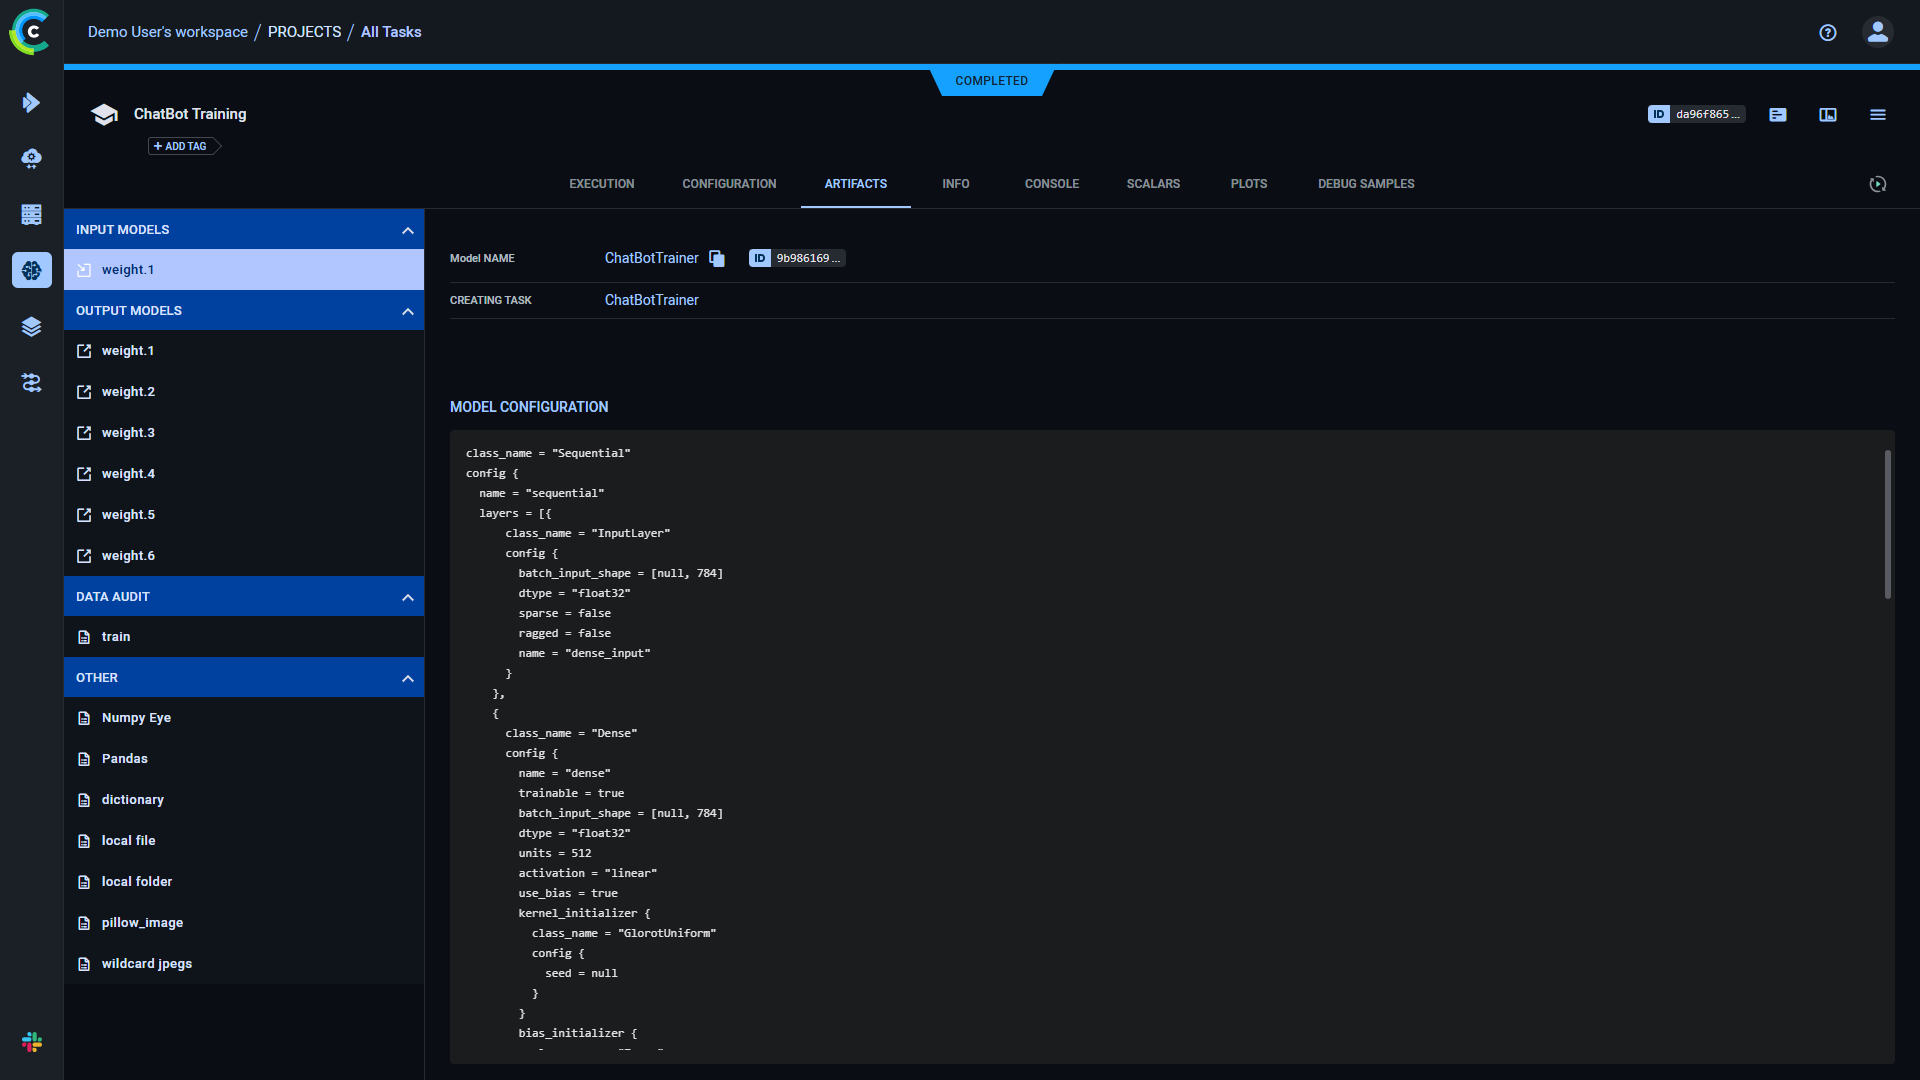 Demo User's workspace / PROJECTS / All Tasks
COMPLETED
ChatBot Training
ID da96f865...
+ ADD TAG
EXECUTION CONFIGURATION ARTIFACTS INFO CONSOLE SCALARS PLOTS DEBUG SAMPLES
INPUT MODELS
weight.1
OUTPUT MODELS
weight.1
weight.2
weight.3
weight.4
weight.5
weight.6
DATA AUDIT
train
OTHER
Numpy Eye
Pandas
dictionary
local file
local folder
pillow_image
wildcard jpegs
Model NAME ChatBotTrainer ID 9b986169...
CREATING TASK ChatBotTrainer
MODEL CONFIGURATION
class_name = "Sequential"
config {
name = "sequential"
layers = [{
class_name = "InputLayer"
config {
batch_input_shape = [null, 784]
dtype = "float32"
sparse = false
ragged = false
name = "dense_input"
}
},
{
class_name = "Dense"
config {
name = "dense"
trainable = true
batch_input_shape = [null, 784]
dtype = "float32"
units = 512
activation = "linear"
use_bias = true
kernel_initializer {
class_name = "GlorotUniform"
config {
seed = null
}
}
bias_initializer {